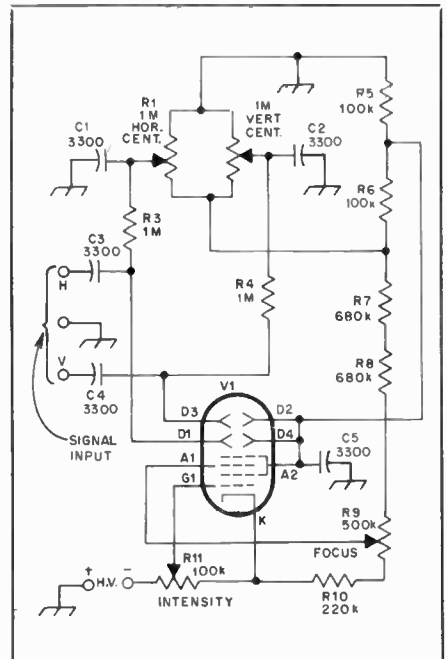 R1
1M
HOR.
CENT.
1M
VERT
CENT.
R5
100k
C1
3300
C2
3300
R6
100k
R3
1M
C3
3300
H
R4
1M
R7
680k
R8
680k
V
C4
3300
V1
SIGNAL
INPUT
D3
D2
D1
D4
A1
G1
A2
K
C5
3300
R9
500k
FOCUS
R11
100k
+ H.V. −
INTENSITY
R10
220k